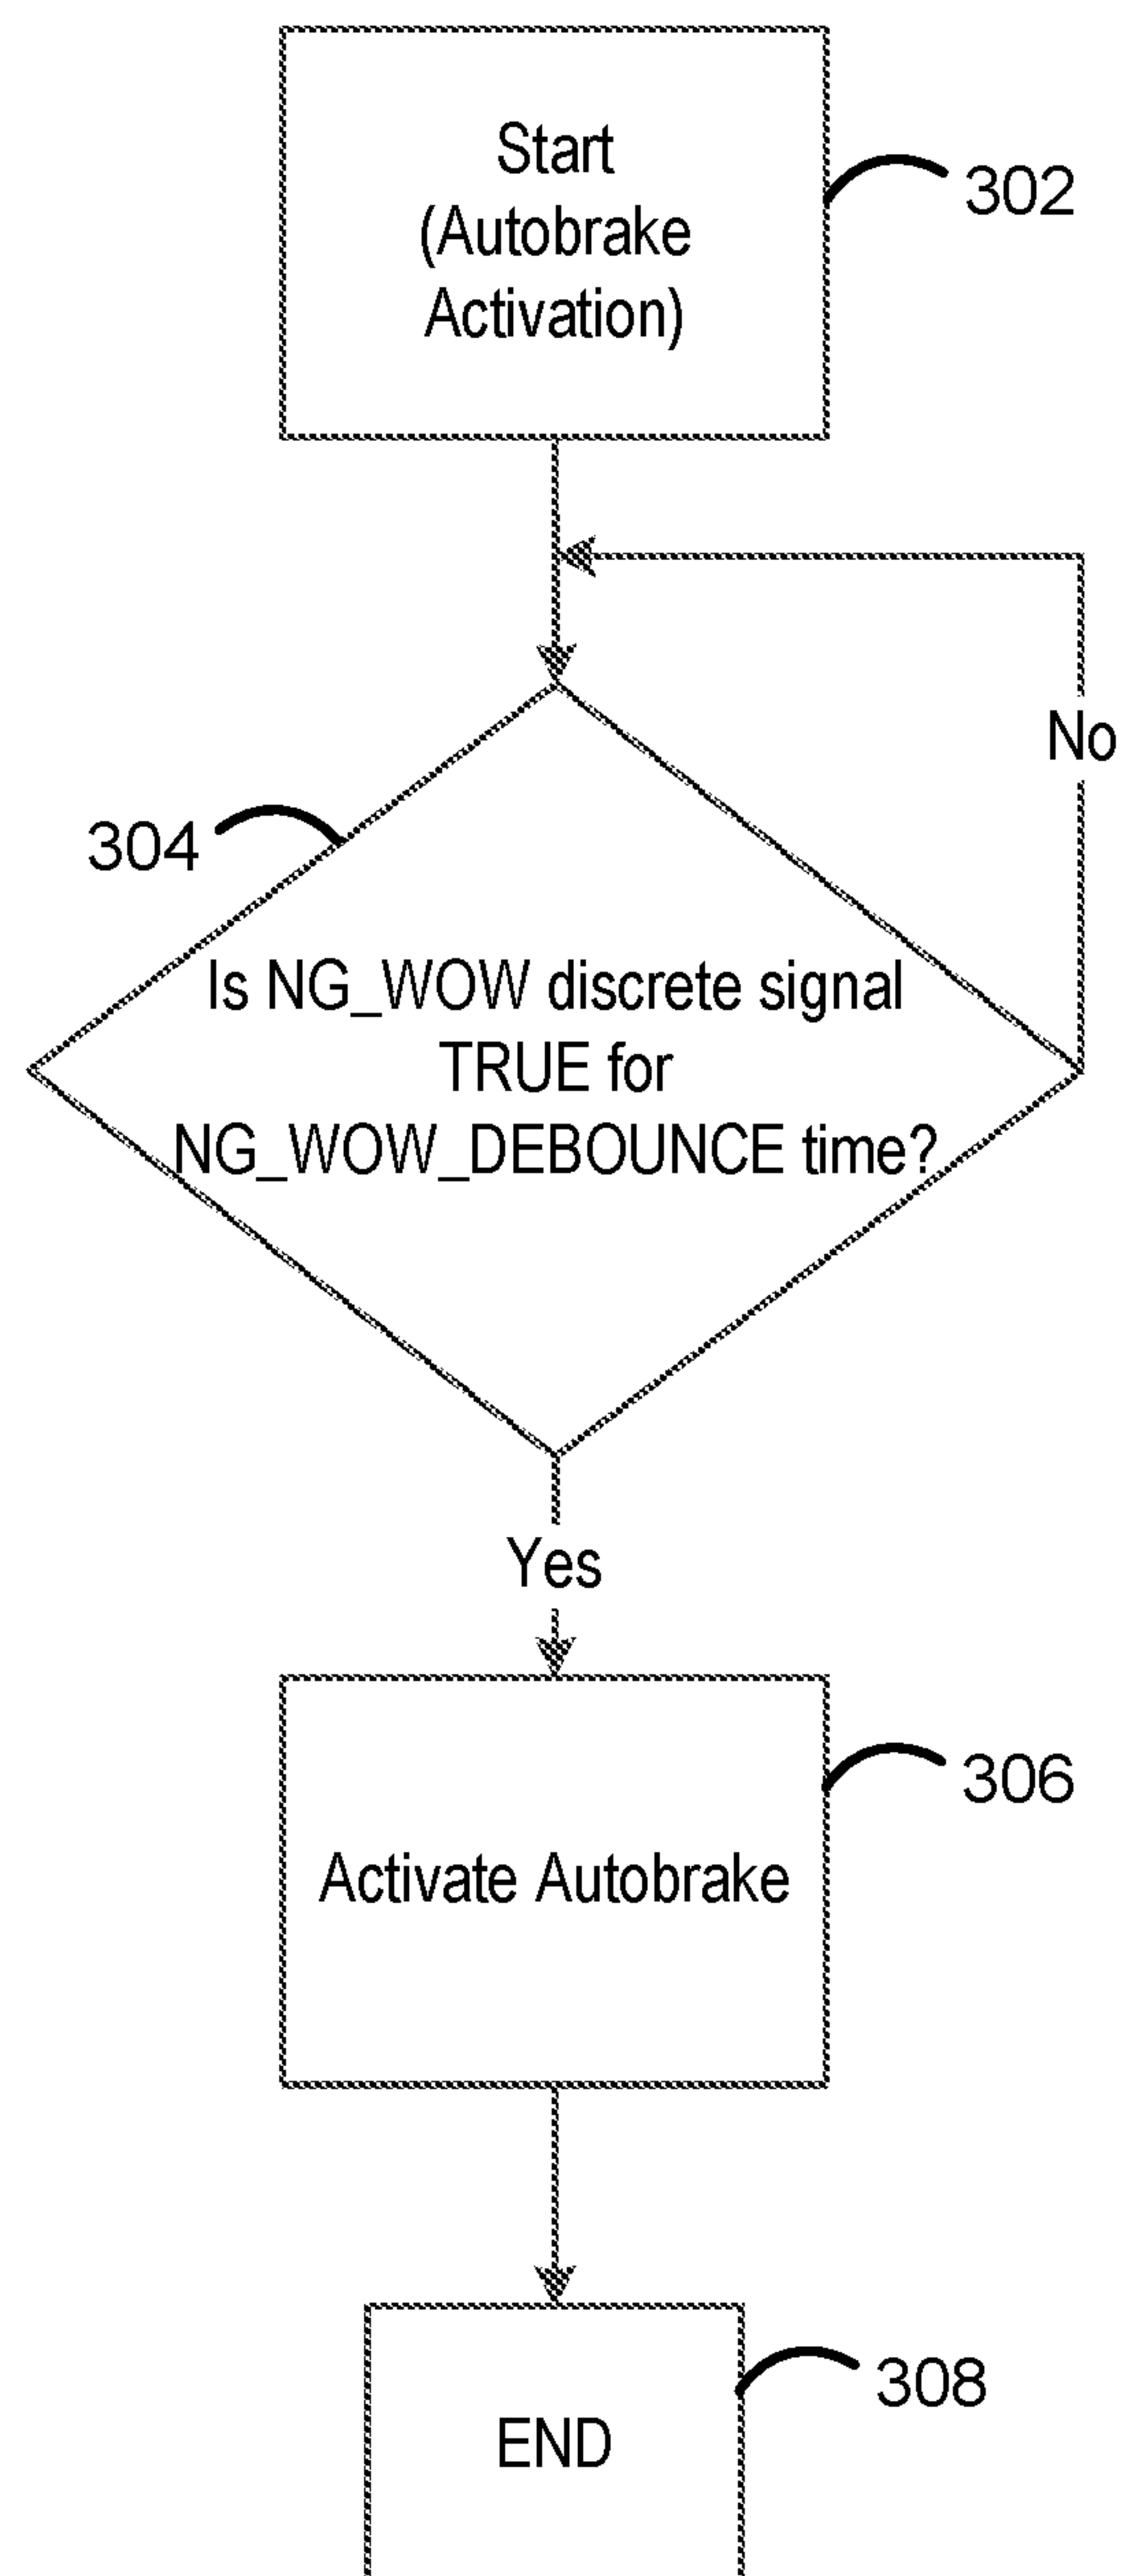 Start
(Autobrake
Activation)
302
No
304
Is NG_WOW discrete signal
TRUE for
NG_WOW_DEBOUNCE time?
Yes
306
Activate Autobrake
308
END